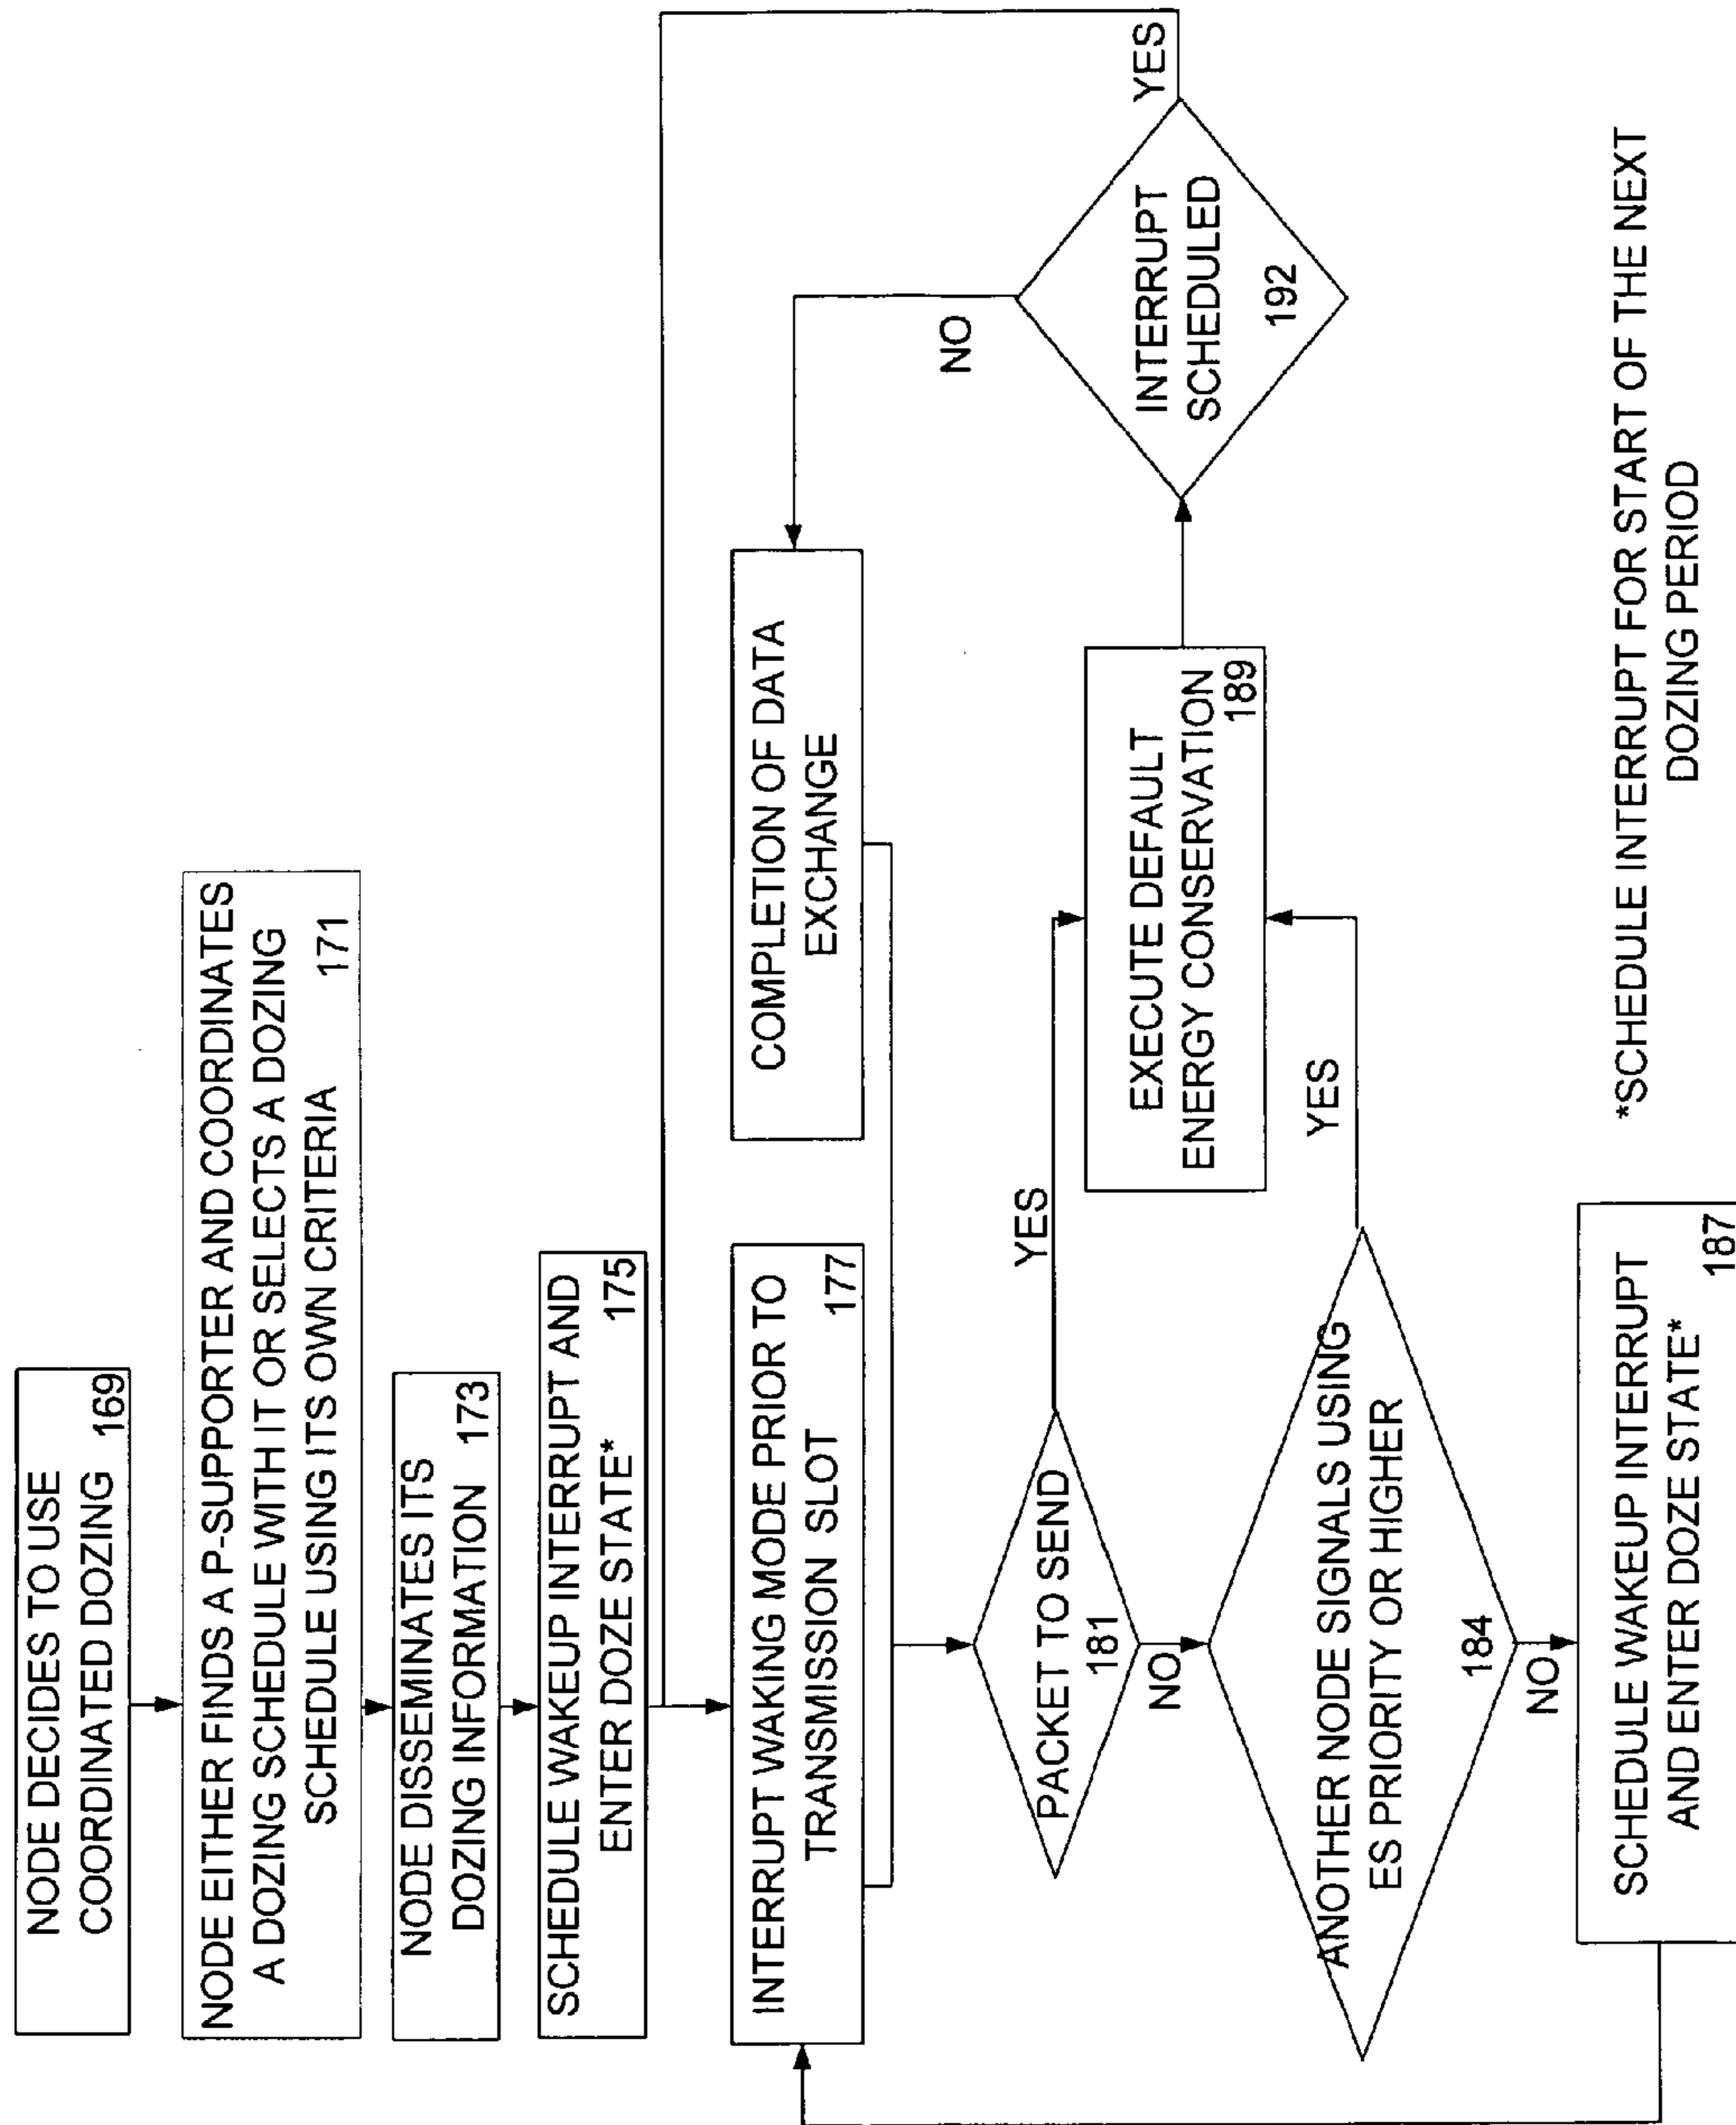 NODE DECIDES TO USE
COORDINATED DOZING 169
NODE EITHER FINDS A P-SUPPORTER AND COORDINATES
A DOZING SCHEDULE WITH IT OR SELECTS A DOZING
SCHEDULE USING ITS OWN CRITERIA 171
NODE DISSEMINATES ITS
DOZING INFORMATION 173
SCHEDULE WAKEUP INTERRUPT AND
ENTER DOZE STATE* 175
INTERRUPT WAKING MODE PRIOR TO
TRANSMISSION SLOT 177
COMPLETION OF DATA
EXCHANGE
PACKET TO SEND
181
YES
NO
ANOTHER NODE SIGNALS USING
ES PRIORITY OR HIGHER
184
YES
NO
EXECUTE DEFAULT
ENERGY CONSERVATION
189
INTERRUPT
SCHEDULED
192
NO
YES
SCHEDULE WAKEUP INTERRUPT
AND ENTER DOZE STATE*
187
*SCHEDULE INTERRUPT FOR START OF THE NEXT
DOZING PERIOD